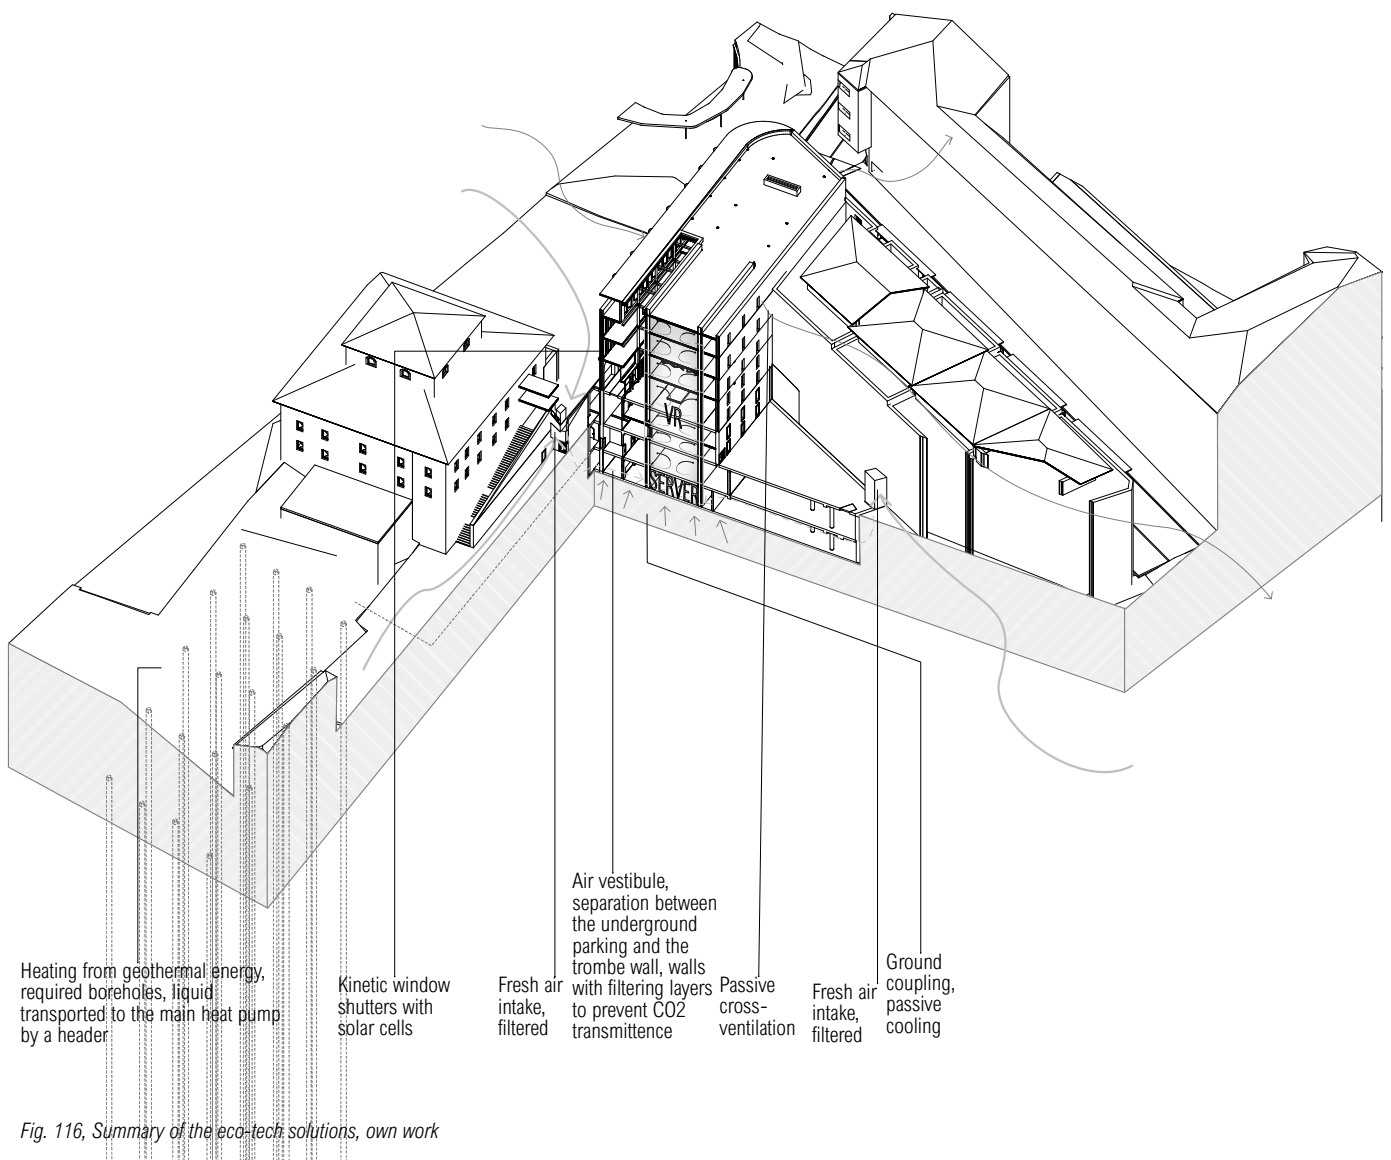 VR
SERVER
Heating from geothermal energy,
required boreholes, liquid
transported to the main heat pump
by a header
Kinetic window
shutters with
solar cells
Fresh air
intake,
filtered
Air vestibule,
separation between
the underground
parking and the
trombe wall, walls
with filtering layers
to prevent CO2
transmittence
Passive
cross-
ventilation
Fresh air
intake,
filtered
Ground
coupling,
passive
cooling
Fig. 116, Summary of the eco-tech solutions, own work